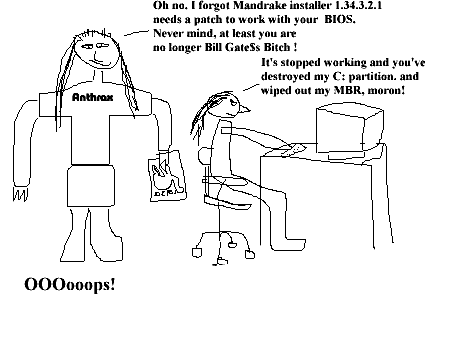 Oh no. I forgot Mandrake installer 1.34.3.2.1
needs a patch to work with your BIOS.
Never mind, at least you are
no longer Bill Gate$s Bitch !
It's stopped working and you've
destroyed my C: partition. and
wiped out my MBR, moron!
Anthrax
OOOooops!